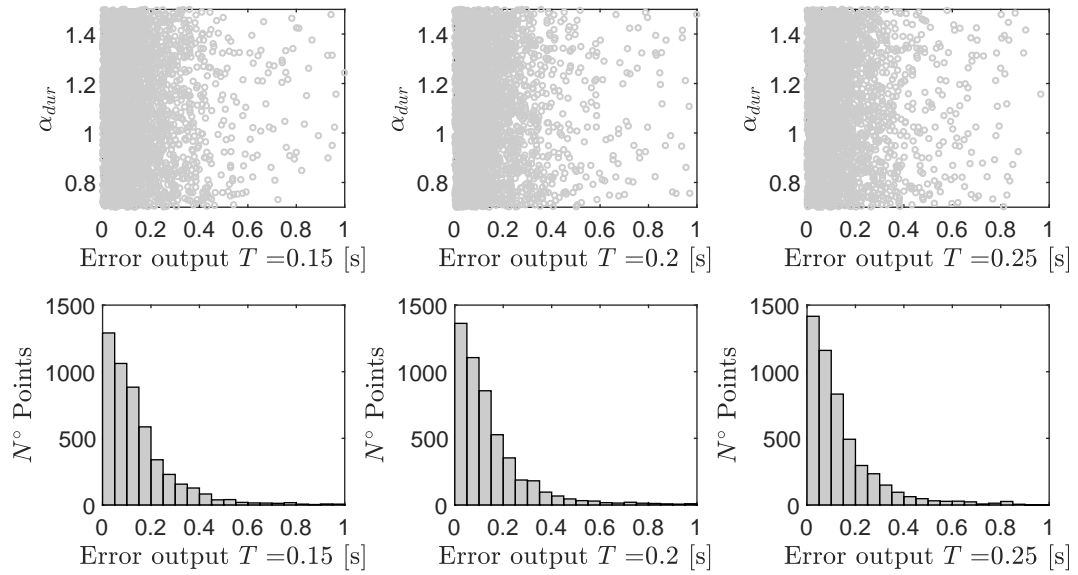 1.4
1.2
1
0.8
α_dur
0 0.2 0.4 0.6 0.8 1
Error output T =0.15 [s]
1.4
1.2
1
0.8
α_dur
0 0.2 0.4 0.6 0.8 1
Error output T =0.2 [s]
1.4
1.2
1
0.8
α_dur
0 0.2 0.4 0.6 0.8 1
Error output T =0.25 [s]
1500
1000
500
0
N° Points
0 0.2 0.4 0.6 0.8 1
Error output T =0.15 [s]
1500
1000
500
0
N° Points
0 0.2 0.4 0.6 0.8 1
Error output T =0.2 [s]
1500
1000
500
0
N° Points
0 0.2 0.4 0.6 0.8 1
Error output T =0.25 [s]